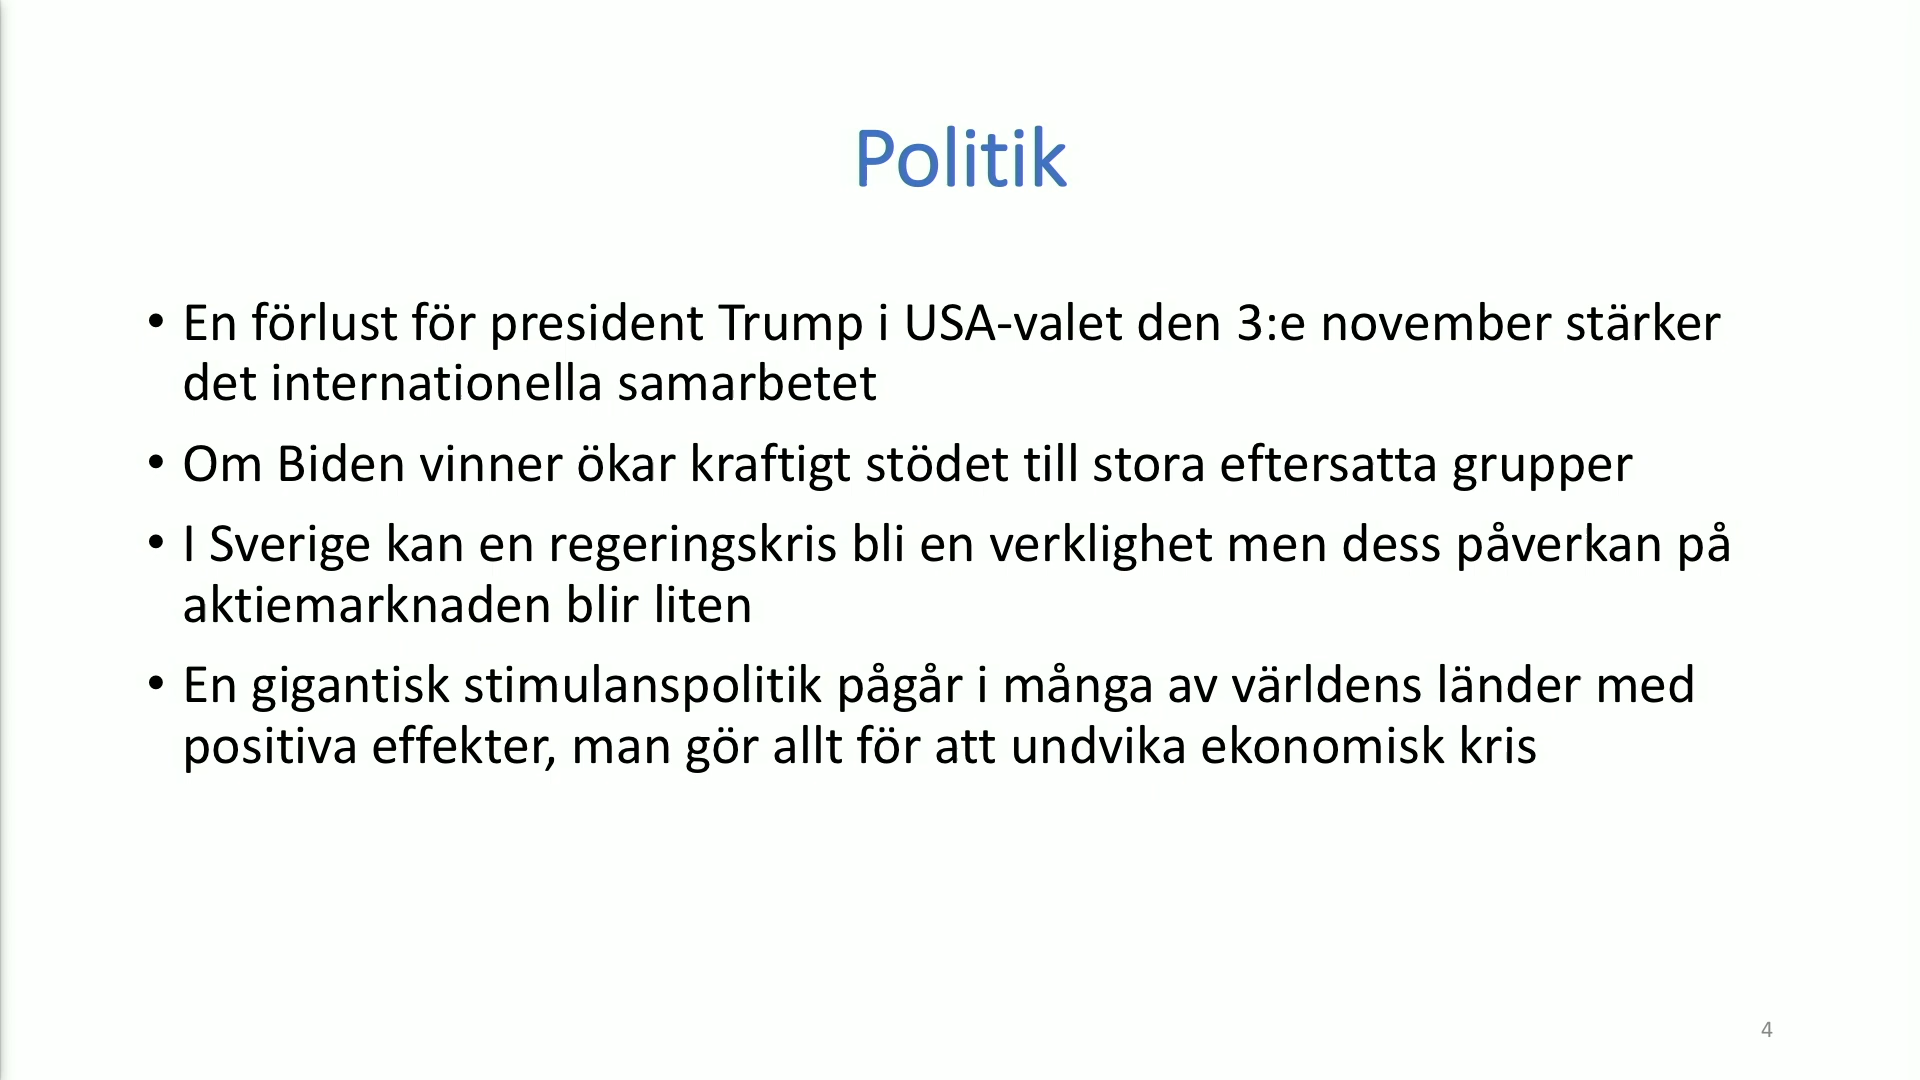 Politik
• En förlust för president Trump i USA-valet den 3:e november stärker
det internationella samarbetet
• Om Biden vinner ökar kraftigt stödet till stora eftersatta grupper
• I Sverige kan en regeringskris bli en verklighet men dess påverkan på
aktiemarknaden blir liten
• En gigantisk stimulanspolitik pågår i många av världens länder med
positiva effekter, man gör allt för att undvika ekonomisk kris
4